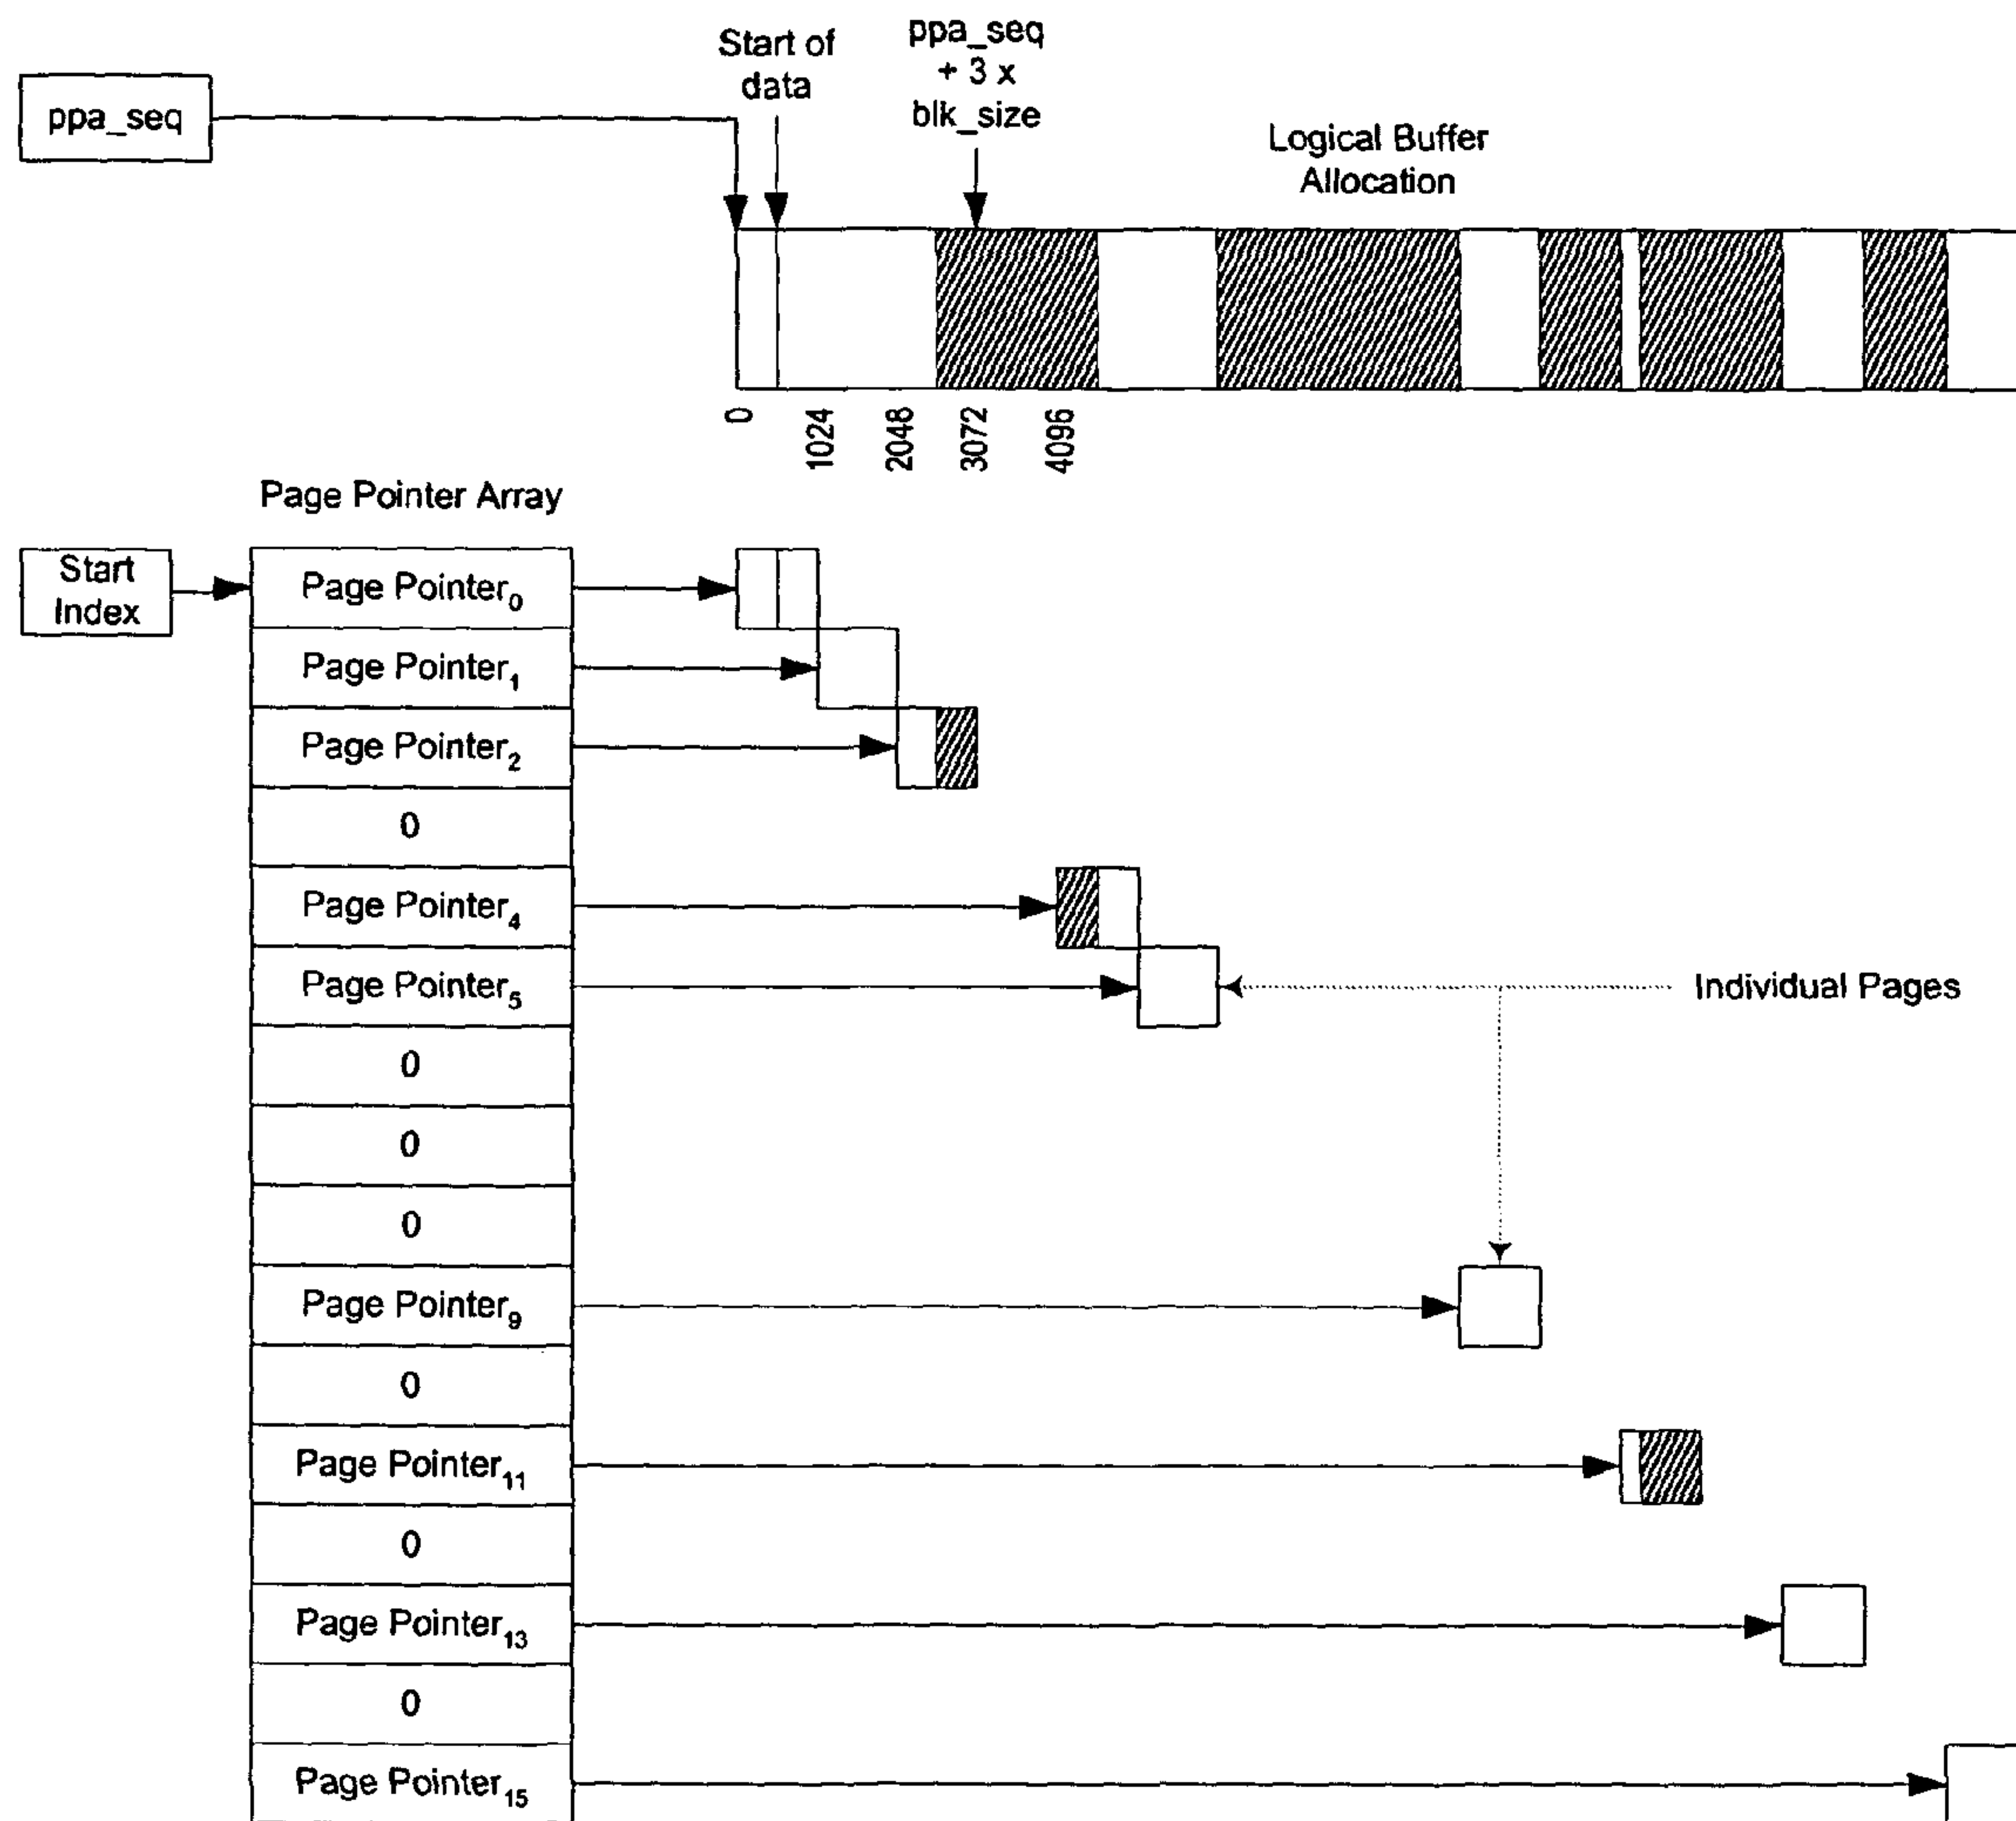 Start of
data
ppa_seq
+ 3 x
blk_size
ppa_seq
Logical Buffer
Allocation
0
1024
2048
3072
4096
Page Pointer Array
Start
Index
Page Pointer₀
Page Pointer₁
Page Pointer₂
0
Page Pointer₄
Page Pointer₅
Individual Pages
0
0
0
Page Pointer₉
0
Page Pointer₁₁
0
Page Pointer₁₃
0
Page Pointer₁₅